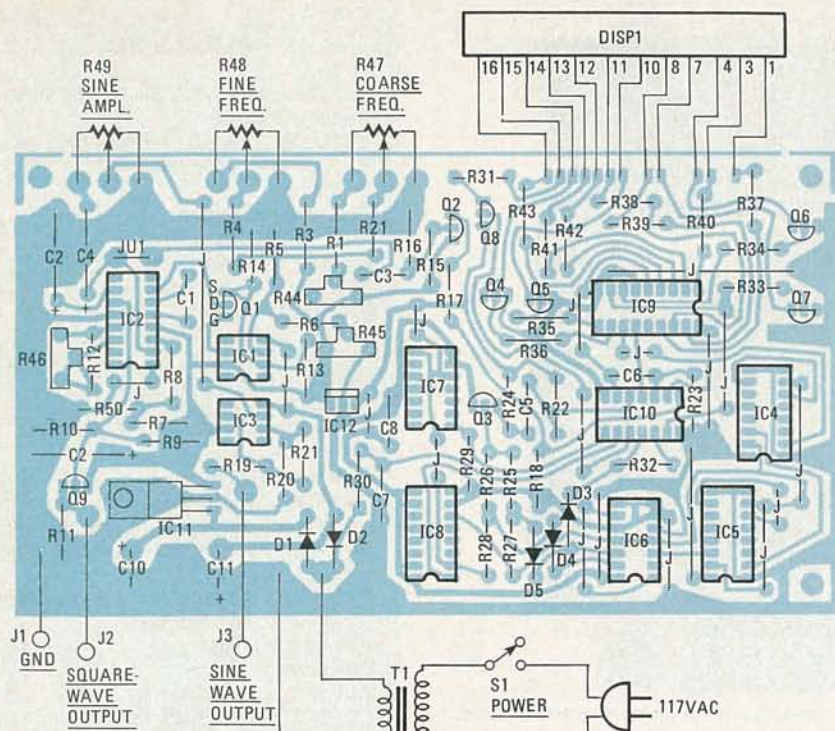 DISP1
16 15 14 13 12 11 10 8 7 4 3 1
R49
SINE
AMPL.
R48
FINE
FREQ.
R47
COARSE
FREQ.
R31
R38
R39
R37
Q6
Q2
Q8
R43
R41
R42
R40
R34
C2
C4
JU1
J
R4
R14
R5
R3
R1
R21
R16
R15
C3
R17
Q4
Q5
J
R33
Q7
IC2
C1
S
D
G
Q1
R44
R6
R45
J
R35
R36
IC9
J
R46
R12
IC1
R13
J
J
C6
J
R8
J
IC7
IC10
R23
IC4
R50
R10
R7
R9
IC3
IC12
J
C8
Q3
R24
C5
R22
J
C2
+
R19
R21
R20
R30
J
R29
R26
R25
R18
R32
J
Q9
IC11
C7
D3
R11
C10
+
C11
+
D1
D2
IC8
R28
R27
D4
D5
J
IC6
J
J
IC5
J
J1
GND
J2
SQUARE-
WAVE
OUTPUT
J3
SINE
WAVE
OUTPUT
T1
S1
POWER
117VAC